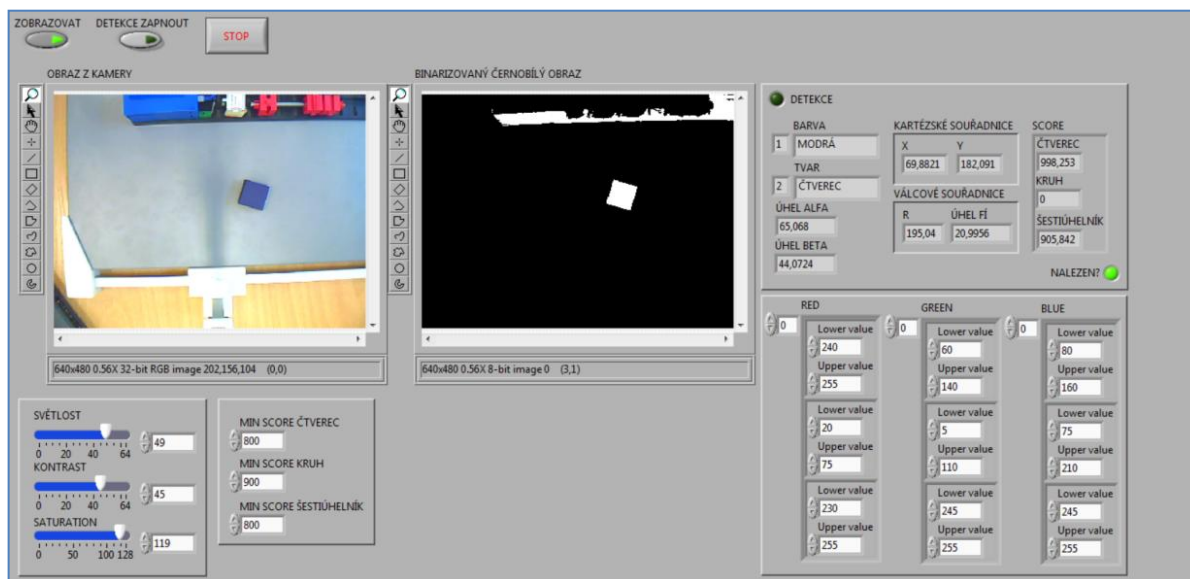 ZOBRAZOVAT
DETEKCE ZAPNOUT
STOP
OBRAZ Z KAMERY
BINARIZOVANÝ ČERNOBÍLÝ OBRAZ
640x480 0.56X 32-bit RGB image 202,156,104 (0,0)
640x480 0.56X 8-bit image 0 (3,1)
SVĚTLOST
0 20 40 64
49
KONTRAST
0 20 40 64
45
SATURATION
0 50 100 128
119
MIN SCORE ČTVEREC
800
MIN SCORE KRUH
900
MIN SCORE ŠESTIÚHELNÍK
800
DETEKCE
BARVA
1 MODRÁ
TVAR
2 ČTVEREC
ÚHEL ALFA
65,068
ÚHEL BETA
44,0724
KARTÉZSKÉ SOUŘADNICE
X Y
69,8821 182,091
VÁLCOVÉ SOUŘADNICE
R ÚHEL FÍ
195,04 20,9956
SCORE
ČTVEREC
998,253
KRUH
0
ŠESTIÚHELNÍK
905,842
NALEZEN?
RED
0
Lower value
240
Upper value
255
Lower value
20
Upper value
75
Lower value
230
Upper value
255
GREEN
0
Lower value
60
Upper value
140
Lower value
5
Upper value
110
Lower value
245
Upper value
255
BLUE
0
Lower value
80
Upper value
160
Lower value
75
Upper value
210
Lower value
245
Upper value
255